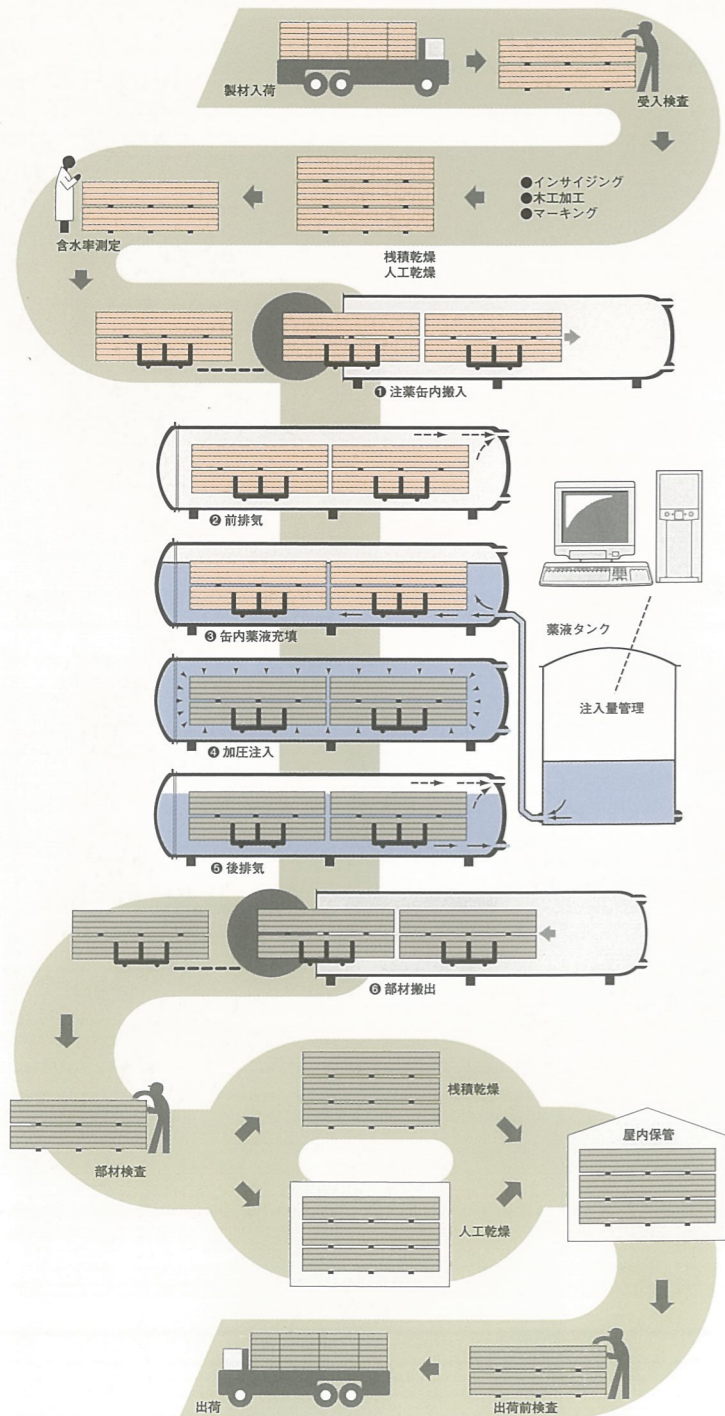 製材入荷
受入検査
●インサイジング
●木工加工
●マーキング
桟積乾燥
人工乾燥
含水率測定
❶ 注薬缶内搬入
❷ 前排気
❸ 缶内薬液充填
薬液タンク
注入量管理
❹ 加圧注入
❺ 後排気
❻ 部材搬出
部材検査
桟積乾燥
人工乾燥
屋内保管
出荷前検査
出荷